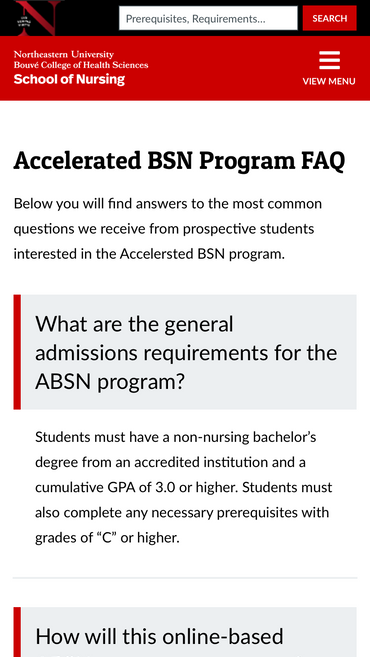 Prerequisites, Requirements...
SEARCH
Northeastern University
Bouvé College of Health Sciences
School of Nursing
VIEW MENU
Accelerated BSN Program FAQ
Below you will find answers to the most common
questions we receive from prospective students
interested in the Accelersted BSN program.
What are the general
admissions requirements for the
ABSN program?
Students must have a non-nursing bachelor's
degree from an accredited institution and a
cumulative GPA of 3.0 or higher. Students must
also complete any necessary prerequisites with
grades of “C” or higher.
How will this online-based